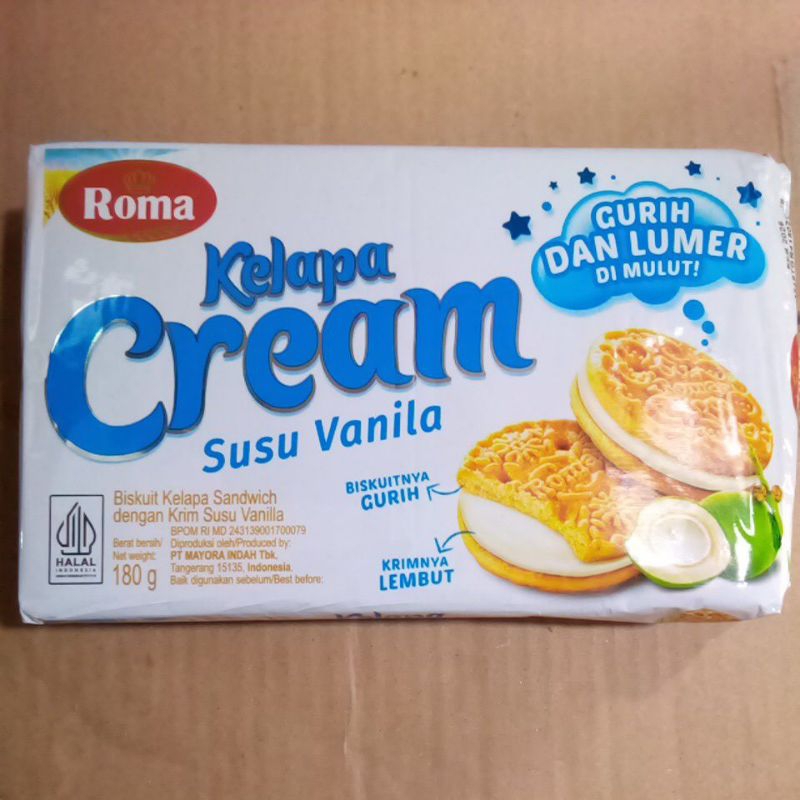 Roma
Kelapa
Cream
Susu Vanila
GURIH
DAN LUMER
DI MULUT!
BISKUITNYA
GURIH
KRIMNYA
LEMBUT
HALAL
INDONESIA
Biskuit Kelapa Sandwich
dengan Krim Susu Vanilla
BPOM RI MD 243139001700079
Berat bersih/
Net weight:
180 g
Diproduksi oleh/Produced by:
PT MAYORA INDAH Tbk.
Tangerang 15135, Indonesia.
Baik digunakan sebelum/Best before: